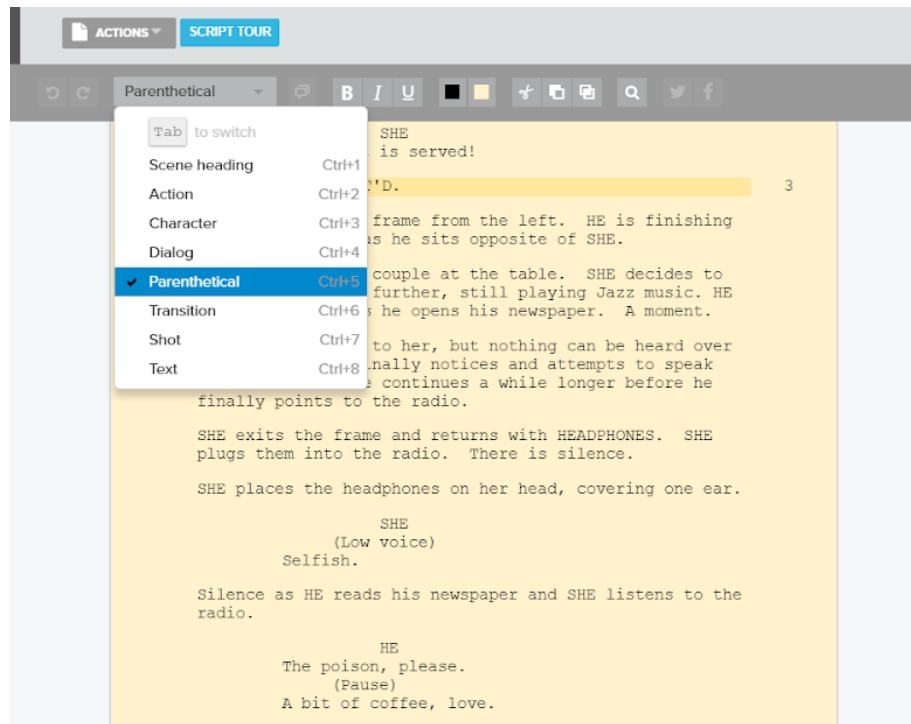 ACTIONS SCRIPT TOUR
Parenthetical B I U
Tab to switch
Scene heading Ctrl+1
Action Ctrl+2
Character Ctrl+3
Dialog Ctrl+4
✓ Parenthetical Ctrl+5
Transition Ctrl+6
Shot Ctrl+7
Text Ctrl+8
SHE
is served!
'D. 3
frame from the left. HE is finishing
as he sits opposite of SHE.
couple at the table. SHE decides to
further, still playing Jazz music. HE
he opens his newspaper. A moment.
to her, but nothing can be heard over
notices and attempts to speak
continues a while longer before he
finally points to the radio.
SHE exits the frame and returns with HEADPHONES. SHE
plugs them into the radio. There is silence.
SHE places the headphones on her head, covering one ear.
SHE
(Low voice)
Selfish.
Silence as HE reads his newspaper and SHE listens to the
radio.
HE
The poison, please.
(Pause)
A bit of coffee, love.